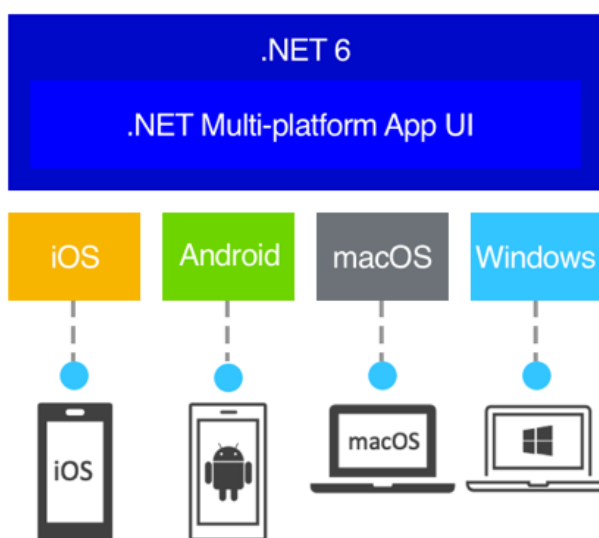 .NET 6
.NET Multi-platform App UI
iOS
Android
macOS
Windows
iOS
macOS